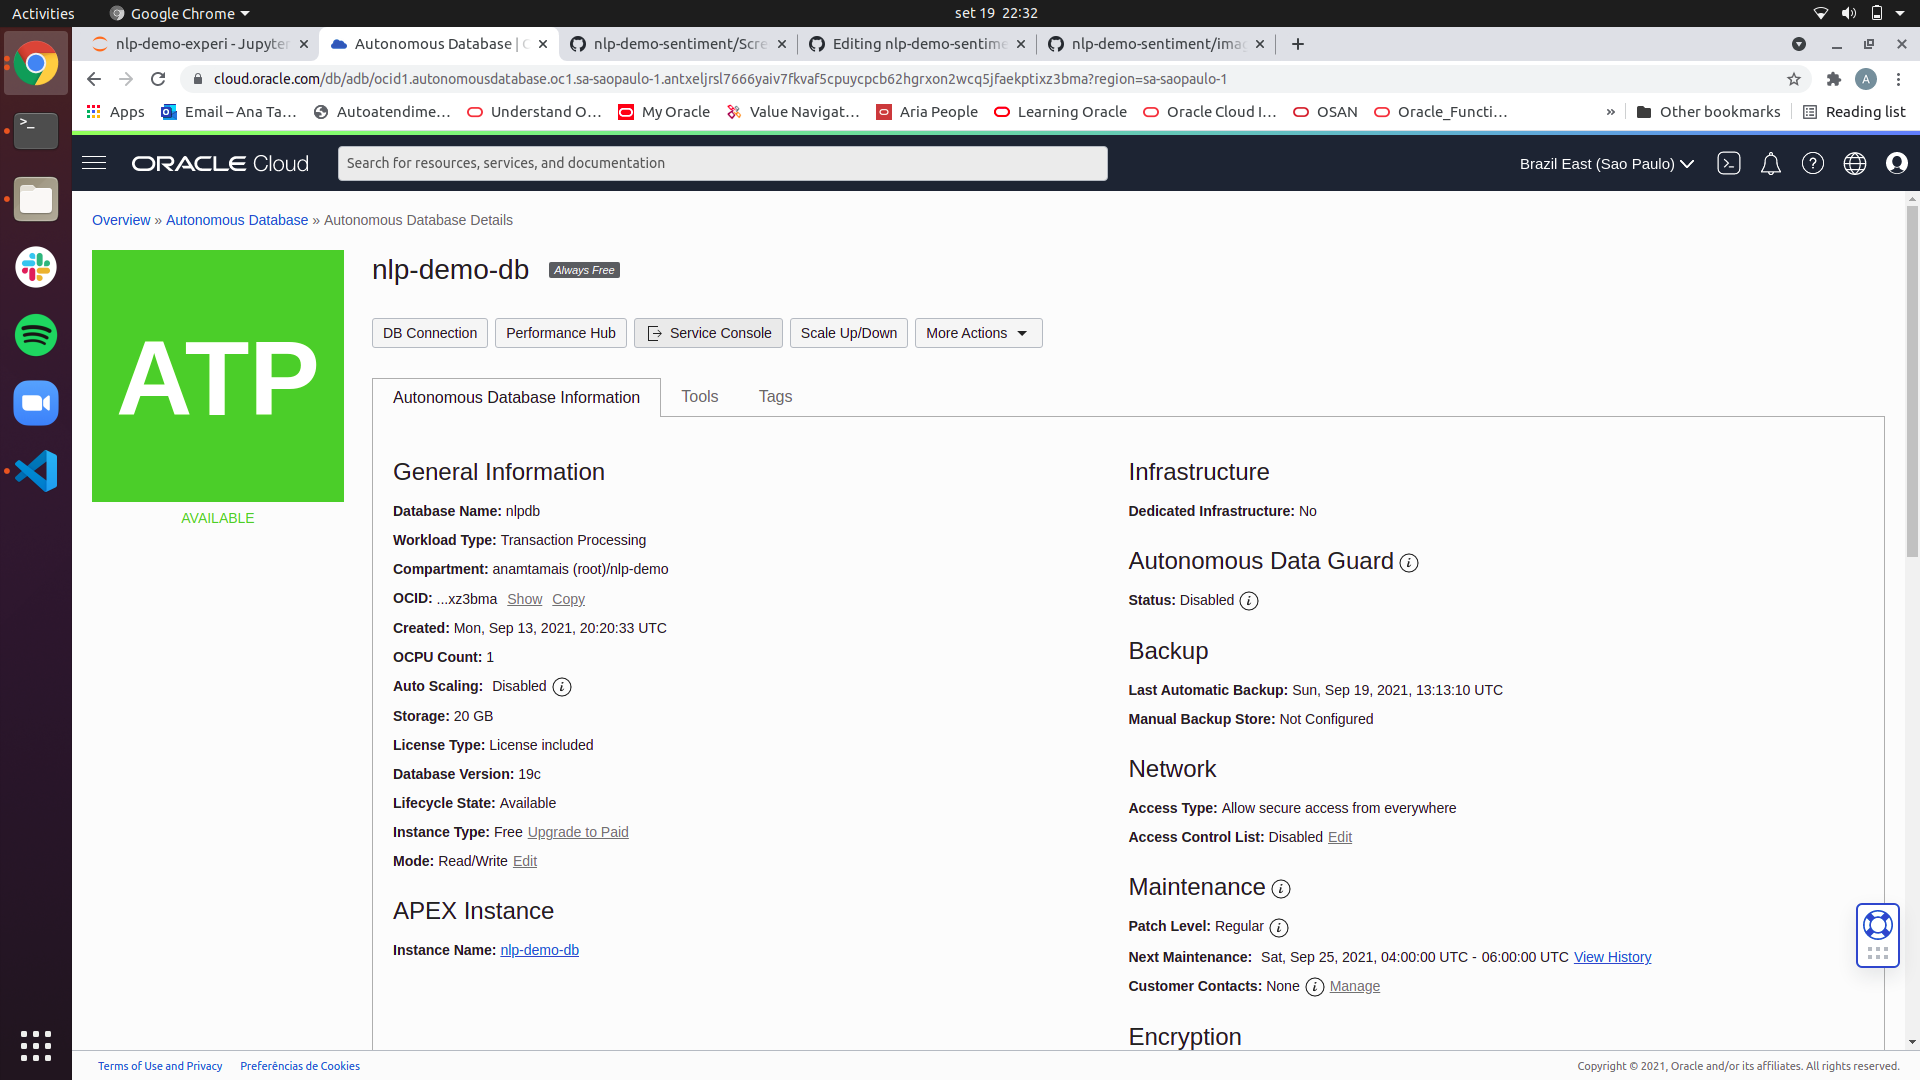 Activities
Google Chrome
set 19 22:32
nlp-demo-experi - Jupyter
Autonomous Database |
nlp-demo-sentiment/Scre
Editing nlp-demo-sentime
nlp-demo-sentiment/imag
cloud.oracle.com/db/adb/ocid1.autonomousdatabase.oc1.sa-saopaulo-1.antxeljrsl7666yaiv7fkvaf5cpuycpcb62hgrxon2wcq5jfaekptixz3bma?region=sa-saopaulo-1
A
Apps
Email – Ana Ta…
Autoatendime…
Understand O…
My Oracle
Value Navigat…
Aria People
Learning Oracle
Oracle Cloud I…
OSAN
Oracle_Functi…
»
Other bookmarks
Reading list
ORACLE Cloud
Search for resources, services, and documentation
Brazil East (Sao Paulo)
Overview » Autonomous Database » Autonomous Database Details
ATP
AVAILABLE
nlp-demo-db
Always Free
DB Connection
Performance Hub
Service Console
Scale Up/Down
More Actions
Autonomous Database Information
Tools
Tags
General Information
Database Name: nlpdb
Workload Type: Transaction Processing
Compartment: anamtamais (root)/nlp-demo
OCID: ...xz3bma Show Copy
Created: Mon, Sep 13, 2021, 20:20:33 UTC
OCPU Count: 1
Auto Scaling: Disabled
Storage: 20 GB
License Type: License included
Database Version: 19c
Lifecycle State: Available
Instance Type: Free Upgrade to Paid
Mode: Read/Write Edit
APEX Instance
Instance Name: nlp-demo-db
Infrastructure
Dedicated Infrastructure: No
Autonomous Data Guard
Status: Disabled
Backup
Last Automatic Backup: Sun, Sep 19, 2021, 13:13:10 UTC
Manual Backup Store: Not Configured
Network
Access Type: Allow secure access from everywhere
Access Control List: Disabled Edit
Maintenance
Patch Level: Regular
Next Maintenance: Sat, Sep 25, 2021, 04:00:00 UTC - 06:00:00 UTC View History
Customer Contacts: None Manage
Encryption
Terms of Use and Privacy
Preferências de Cookies
Copyright © 2021, Oracle and/or its affiliates. All rights reserved.